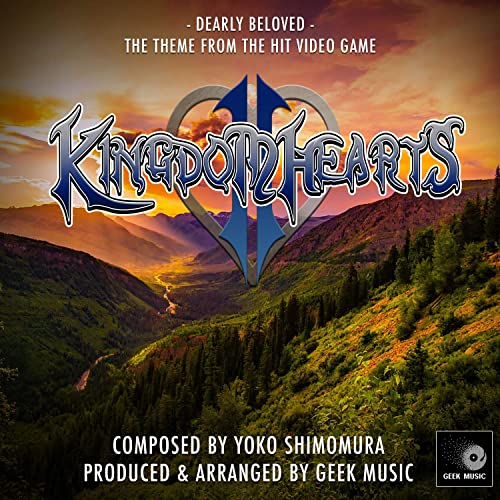 - DEARLY BELOVED -
THE THEME FROM THE HIT VIDEO GAME
KINGDOM HEARTS
II
COMPOSED BY YOKO SHIMOMURA
PRODUCED & ARRANGED BY GEEK MUSIC
GEEK MUSIC